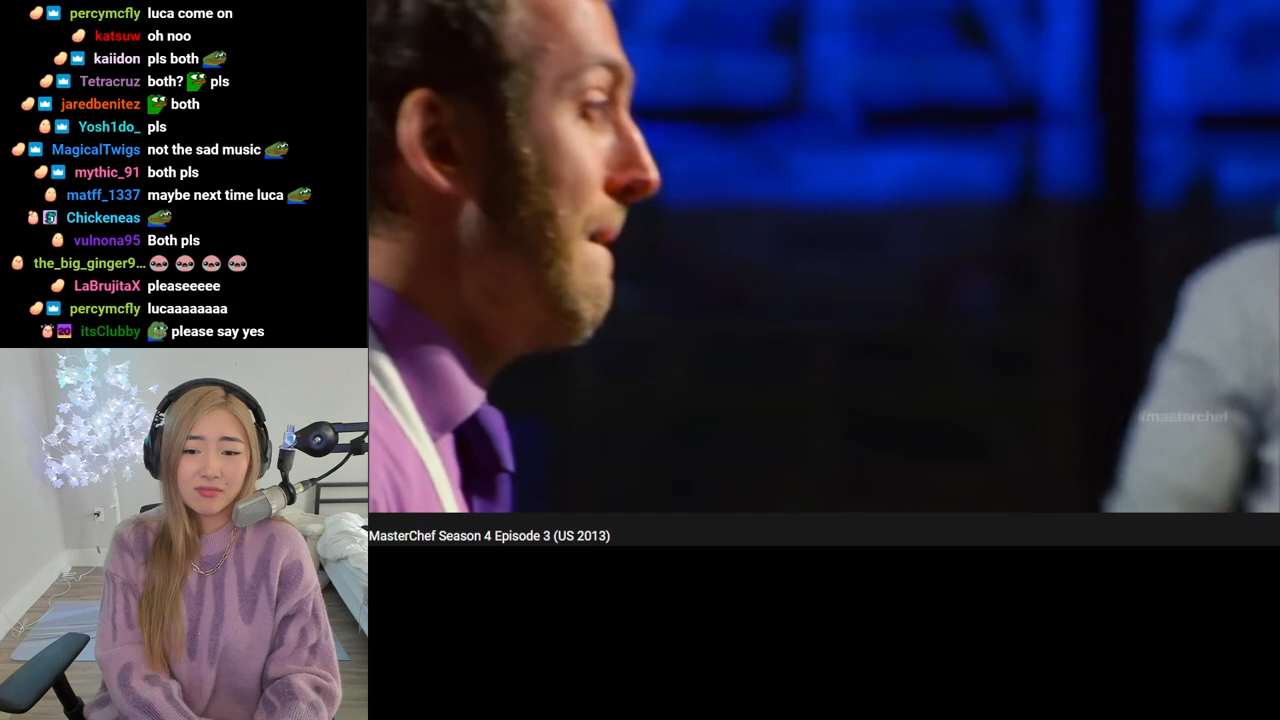 percymcfly luca come on
katsuw oh noo
kaiidon pls both
Tetracruz both? pls
jaredbenitez both
Yosh1do_ pls
MagicalTwigs not the sad music
mythic_91 both pls
matff_1337 maybe next time luca
Chickeneas
vulnona95 Both pls
the_big_ginger9...
LaBrujitaX pleaseeeee
percymcfly lucaaaaaaaa
20 itsClubby please say yes
#masterchef
MasterChef Season 4 Episode 3 (US 2013)